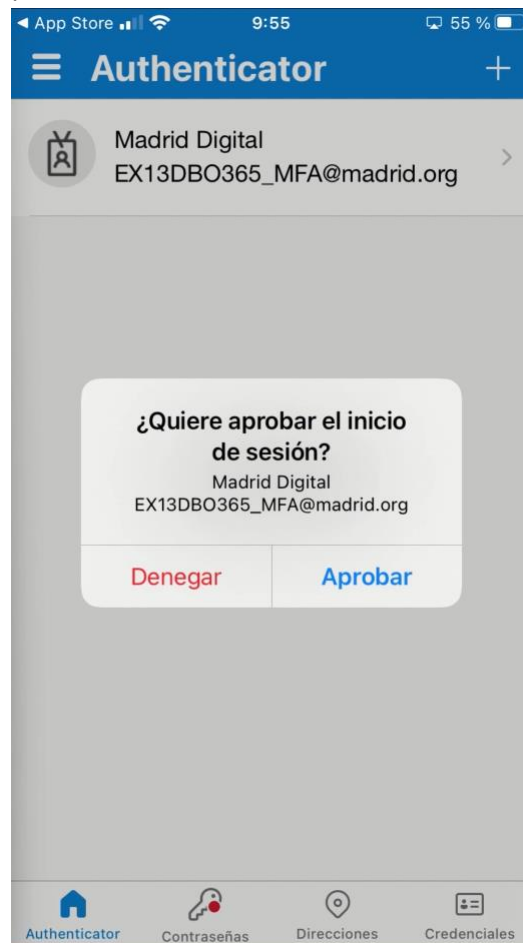 ◀ App Store 9:55 55 %
Authenticator +
Madrid Digital
EX13DBO365_MFA@madrid.org
¿Quiere aprobar el inicio
de sesión?
Madrid Digital
EX13DBO365_MFA@madrid.org
Denegar Aprobar
Authenticator Contraseñas Direcciones Credenciales